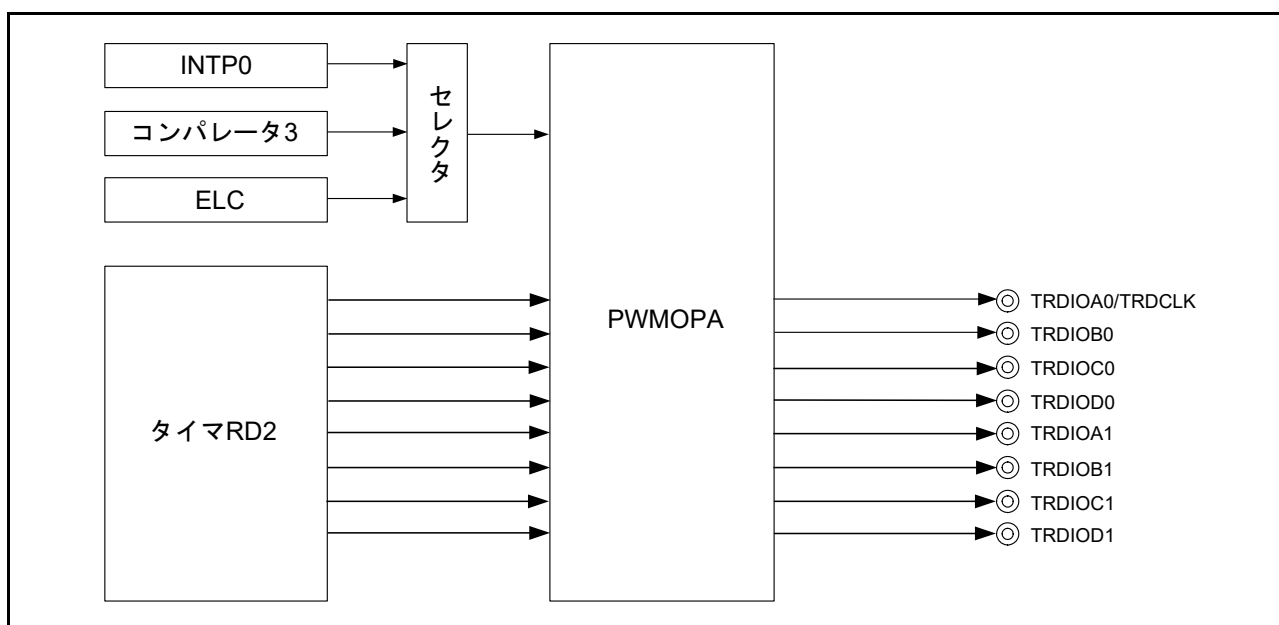 INTP0
コンパレータ3
ELC
セレクタ
タイマRD2
PWMOPA
TRDIOA0/TRDCLK
TRDIOB0
TRDIOC0
TRDIOD0
TRDIOA1
TRDIOB1
TRDIOC1
TRDIOD1